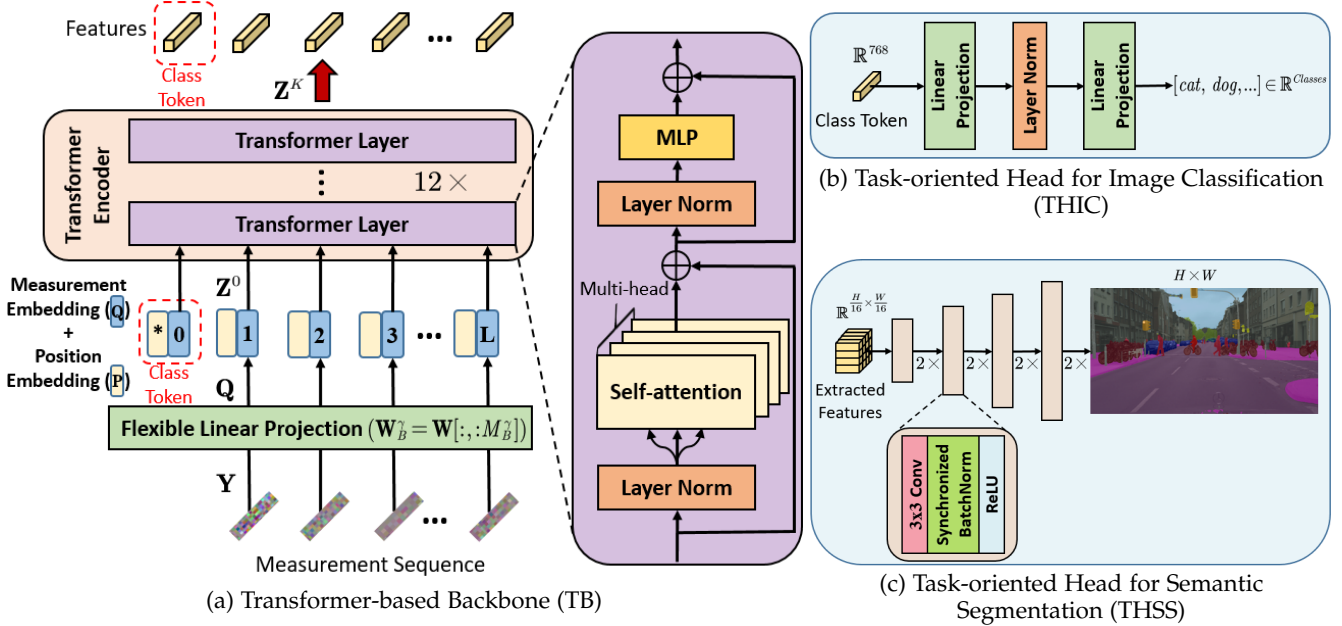 Features
Class
Token
Z^K
Transformer
Encoder
Transformer Layer
⋮ 12 ×
Transformer Layer
Measurement
Embedding (Q)
+
Position
Embedding (P)
Z^0
* 0
1
2
3
...
L
Class
Token
Q
Flexible Linear Projection (W_B^γ = W[:,:M_B^γ])
Y
...
Measurement Sequence
(a) Transformer-based Backbone (TB)
MLP
Layer Norm
Multi-head
Self-attention
Layer Norm
ℝ^768
Class Token
Linear
Projection
Layer Norm
Linear
Projection
[cat, dog,...] ∈ ℝ^Classes
(b) Task-oriented Head for Image Classification
(THIC)
ℝ^{H/16 × W/16}
Extracted
Features
2× 2× 2× 2×
H × W
3x3 Conv
Synchronized
BatchNorm
ReLU
(c) Task-oriented Head for Semantic
Segmentation (THSS)